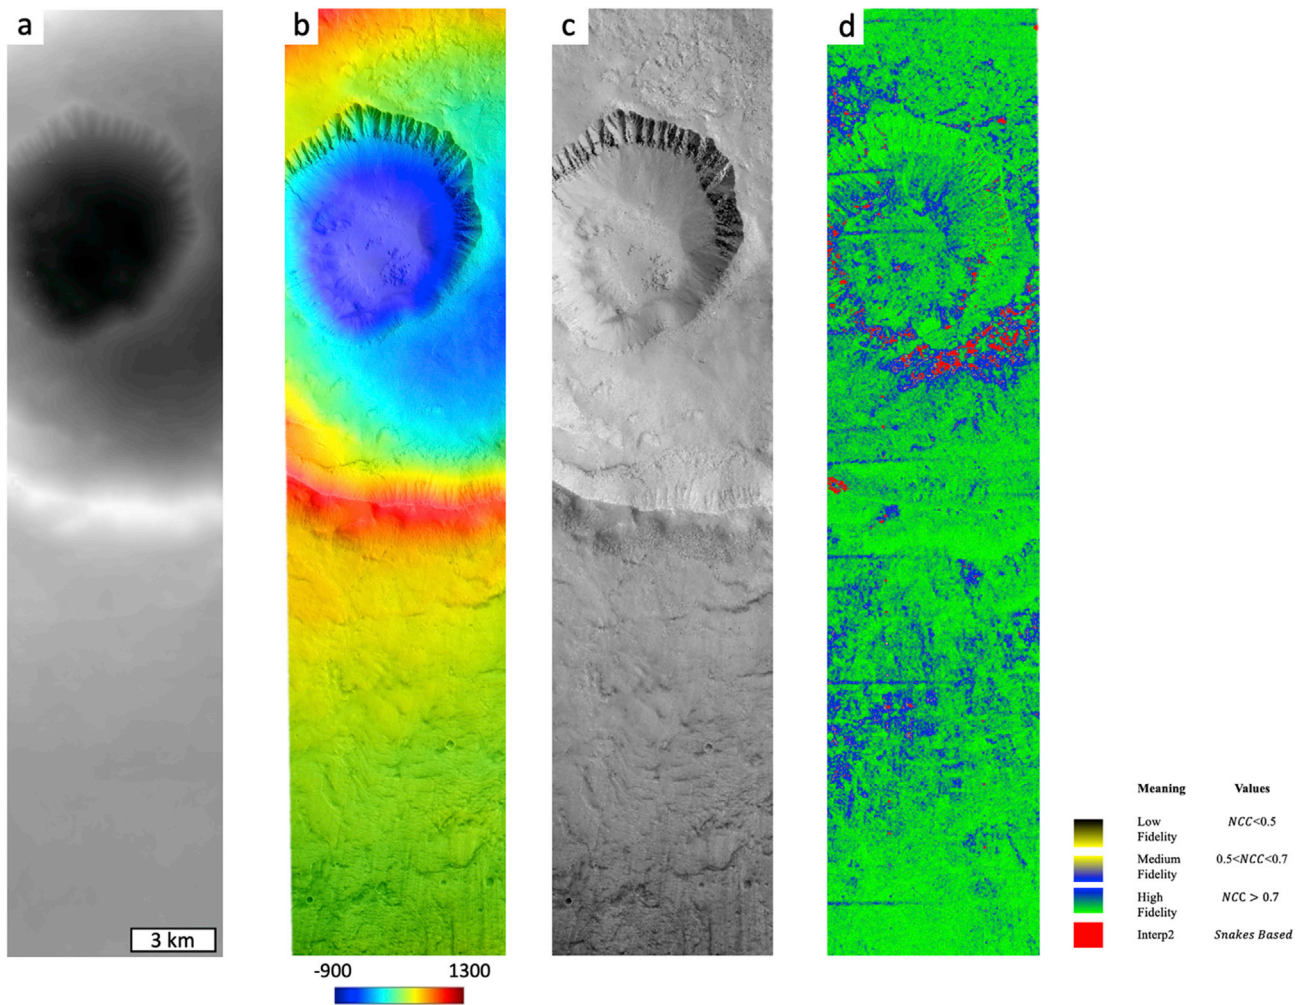 a
b
c
d
3 km
-900 1300
Meaning Values
Low Fidelity NCC<0.5
Medium Fidelity 0.5<NCC<0.7
High Fidelity NCC > 0.7
Interp2 Snakes Based